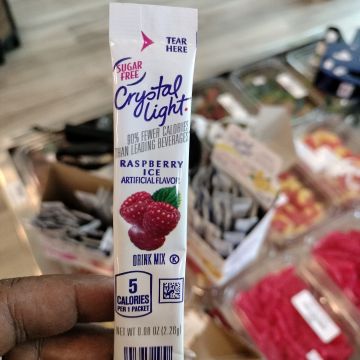 TEAR
HERE
SUGAR
FREE
Crystal
Light
90% FEWER CALORIES
THAN LEADING BEVERAGES
RASPBERRY
ICE
ARTIFICIAL FLAVOR
DRINK MIX K
5
CALORIES
PER 1 PACKET
NET WT 0.08 OZ (2.26g)